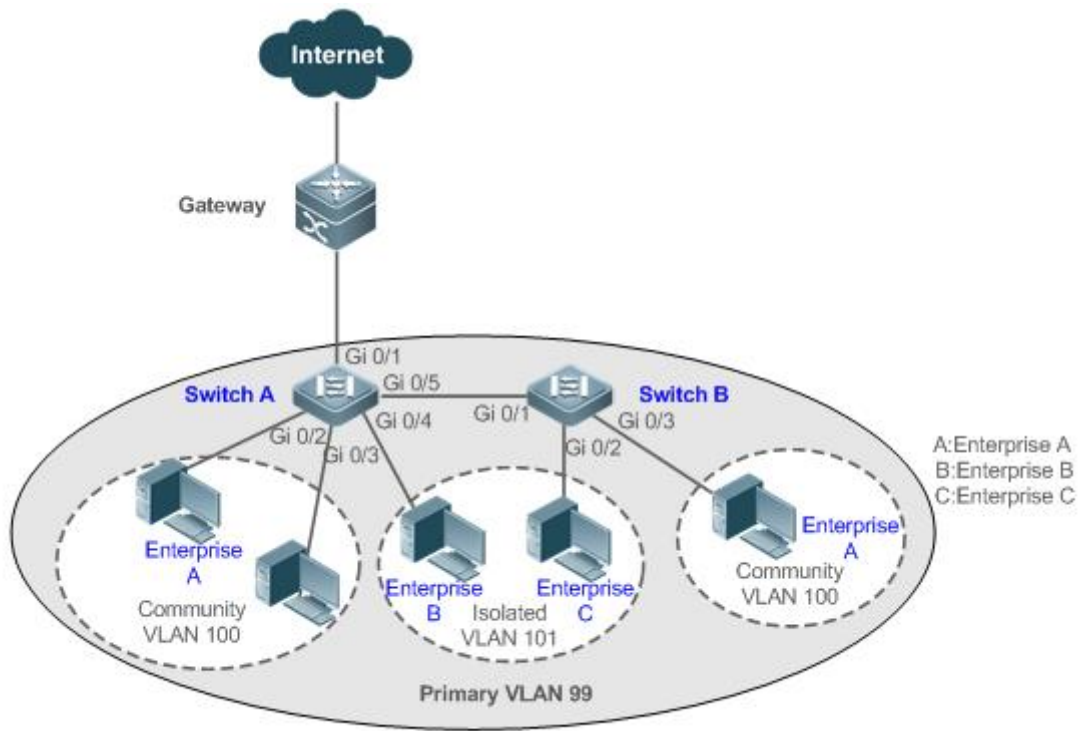 Internet
Gateway
Gi 0/1
Switch A
Gi 0/5
Switch B
Gi 0/2
Gi 0/4
Gi 0/1
Gi 0/3
Gi 0/3
Gi 0/2
A:Enterprise A
B:Enterprise B
C:Enterprise C
Enterprise
A
Community
VLAN 100
Enterprise
B
Isolated
VLAN 101
Enterprise
C
Enterprise
A
Community
VLAN 100
Primary VLAN 99